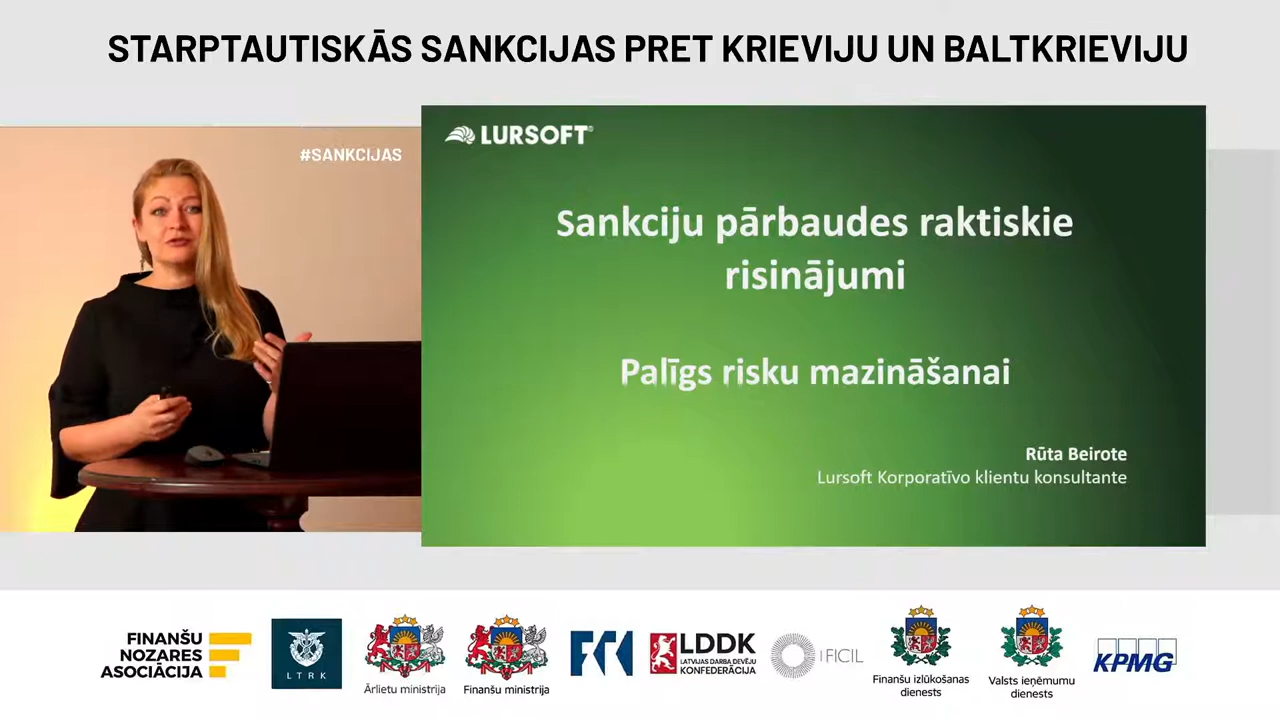 STARPTAUTISKĀS SANKCIJAS PRET KRIEVIJU UN BALTKRIEVIJU
#SANKCIJAS
LURSOFT®
Sankciju pārbaudes raktiskie
risinājumi
Palīgs risku mazināšanai
Rūta Beirote
Lursoft Korporatīvo klientu konsultante
FINANŠU
NOZARES
ASOCIĀCIJA
LTRK
Ārlietu ministrija
Finanšu ministrija
FK
LDDK
LATVIJAS DARBA DEVĒJU
KONFEDERĀCIJA
FICIL
Finanšu izlūkošanas
dienests
Valsts ieņēmumu
dienests
KPMG